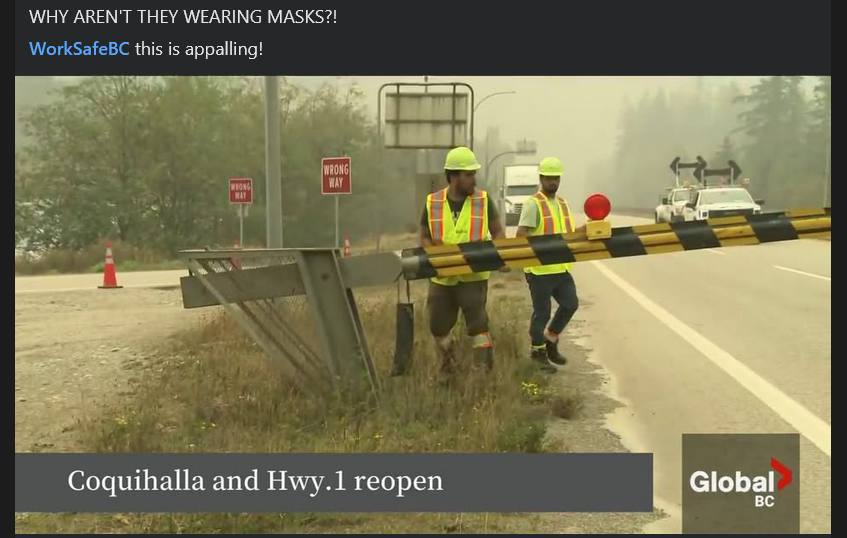 WHY AREN'T THEY WEARING MASKS?!
WorkSafeBC this is appalling!
WRONG
WAY
WRONG
WAY
Coquihalla and Hwy.1 reopen
Global
BC